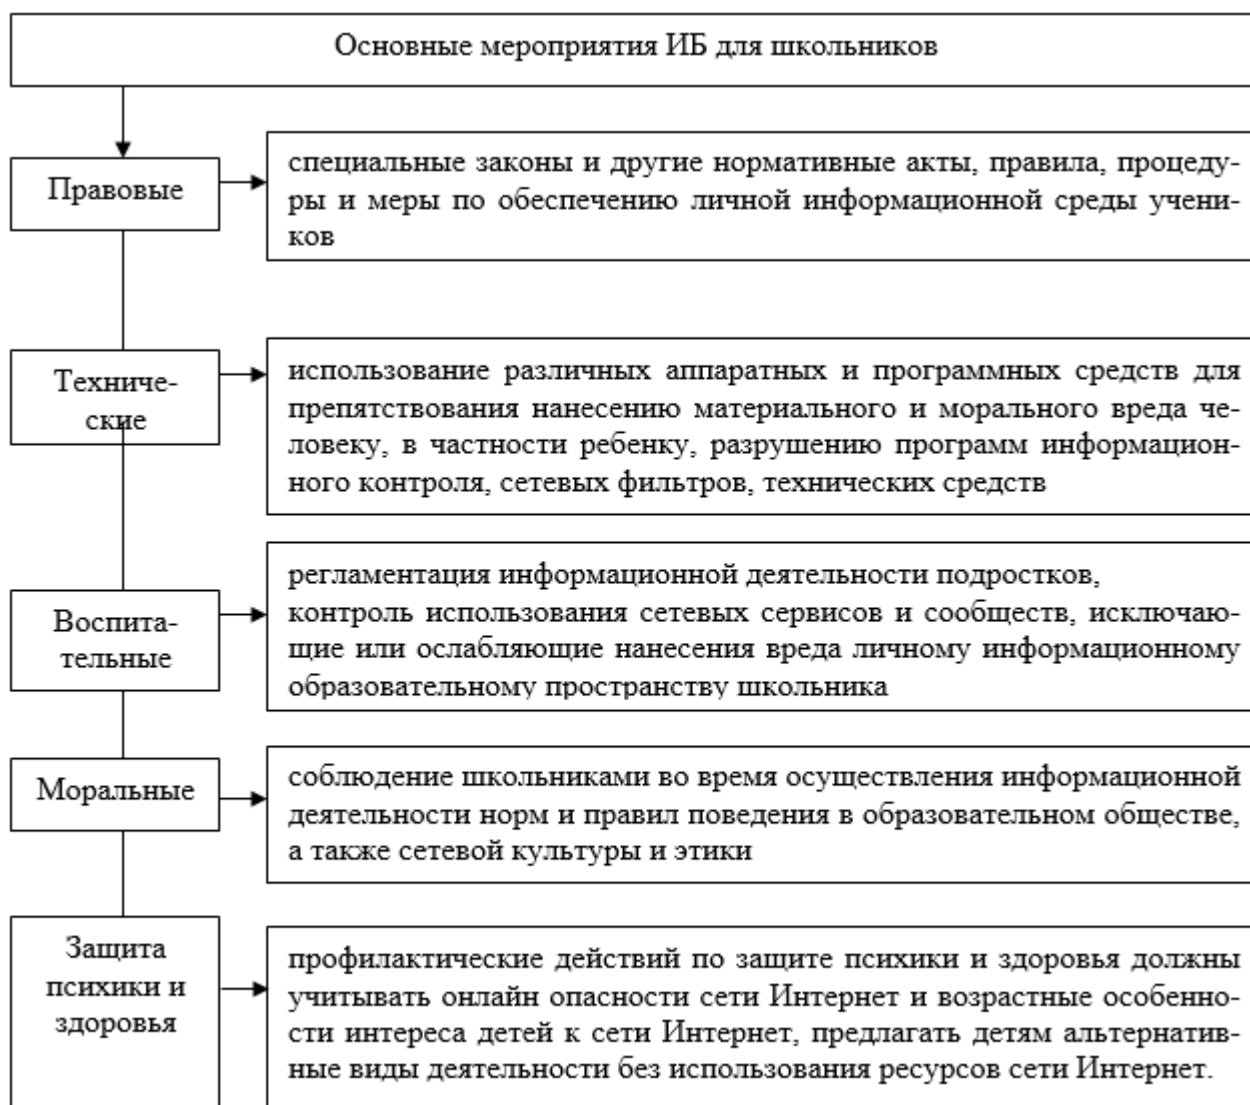 Основные мероприятия ИБ для школьников
Правовые
специальные законы и другие нормативные акты, правила, процеду-
ры и меры по обеспечению личной информационной среды учени-
ков
Техниче-
ские
использование различных аппаратных и программных средств для
препятствования нанесению материального и морального вреда че-
ловеку, в частности ребенку, разрушению программ информацион-
ного контроля, сетевых фильтров, технических средств
Воспита-
тельные
регламентация информационной деятельности подростков,
контроль использования сетевых сервисов и сообществ, исключаю-
щие или ослабляющие нанесения вреда личному информационному
образовательному пространству школьника
Моральные
соблюдение школьниками во время осуществления информационной
деятельности норм и правил поведения в образовательном обществе,
а также сетевой культуры и этики
Защита
психики и
здоровья
профилактические действий по защите психики и здоровья должны
учитывать онлайн опасности сети Интернет и возрастные особенно-
сти интереса детей к сети Интернет, предлагать детям альтернатив-
ные виды деятельности без использования ресурсов сети Интернет.